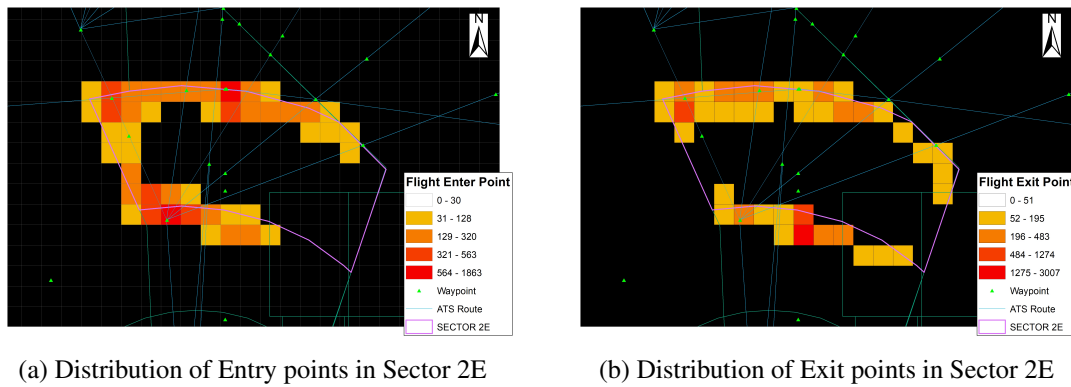 N
Flight Enter Point
0 - 30
31 - 128
129 - 320
321 - 563
564 - 1863
Waypoint
ATS Route
SECTOR 2E
(a) Distribution of Entry points in Sector 2E
N
Flight Exit Point
0 - 51
52 - 195
196 - 483
484 - 1274
1275 - 3007
Waypoint
ATS Route
SECTOR 2E
(b) Distribution of Exit points in Sector 2E